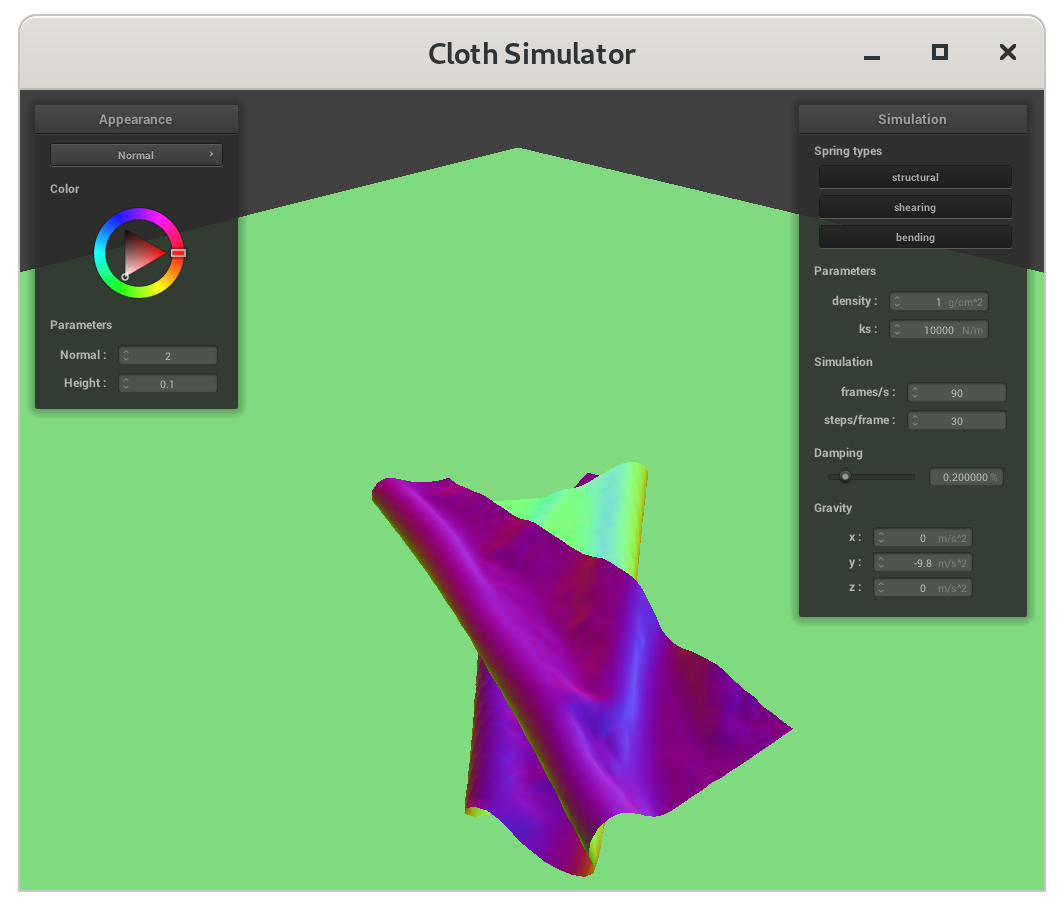 Cloth Simulator
Appearance
Normal
Color
Parameters
Normal : 2
Height : 0.1
Simulation
Spring types
structural
shearing
bending
Parameters
density : 1 g/cm^2
ks : 10000 N/m
Simulation
frames/s : 90
steps/frame : 30
Damping
0.200000 %
Gravity
x : 0 m/s^2
y : -9.8 m/s^2
z : 0 m/s^2